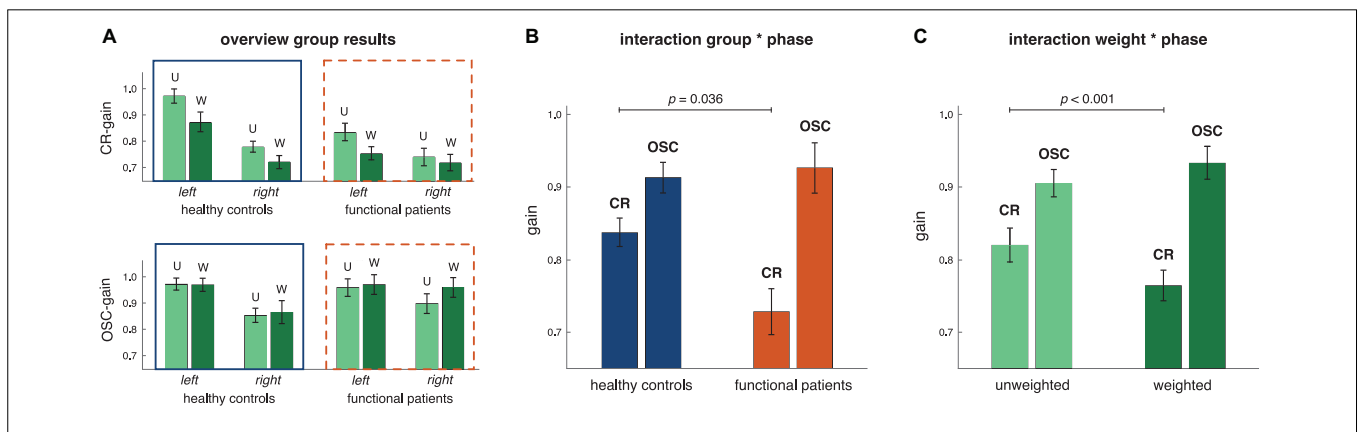 A
overview group results
CR-gain
1.0
0.9
0.8
0.7
U
W
U
W
U
W
U
W
left
right
left
right
healthy controls
functional patients
OSC-gain
1.0
0.9
0.8
0.7
U
W
U
W
U
W
U
W
left
right
left
right
healthy controls
functional patients
B
interaction group * phase
p = 0.036
gain
1.0
0.9
0.8
0.7
CR
OSC
CR
OSC
healthy controls
functional patients
C
interaction weight * phase
p < 0.001
gain
1.0
0.9
0.8
0.7
CR
OSC
CR
OSC
unweighted
weighted